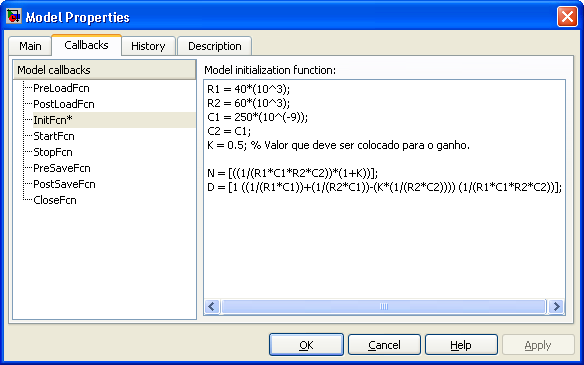 Model Properties
Main
Callbacks
History
Description
Model callbacks
PreLoadFcn
PostLoadFcn
InitFcn*
StartFcn
StopFcn
PreSaveFcn
PostSaveFcn
CloseFcn
Model initialization function:
R1 = 40*(10^3);
R2 = 60*(10^3);
C1 = 250*(10^(-9));
C2 = C1;
K = 0.5; % Valor que deve ser colocado para o ganho.
N = [((1/(R1*C1*R2*C2))*(1+K))];
D = [1 ((1/(R1*C1))+(1/(R2*C1))-(K*(1/(R2*C2)))) (1/(R1*C1*R2*C2))];
OK
Cancel
Help
Apply